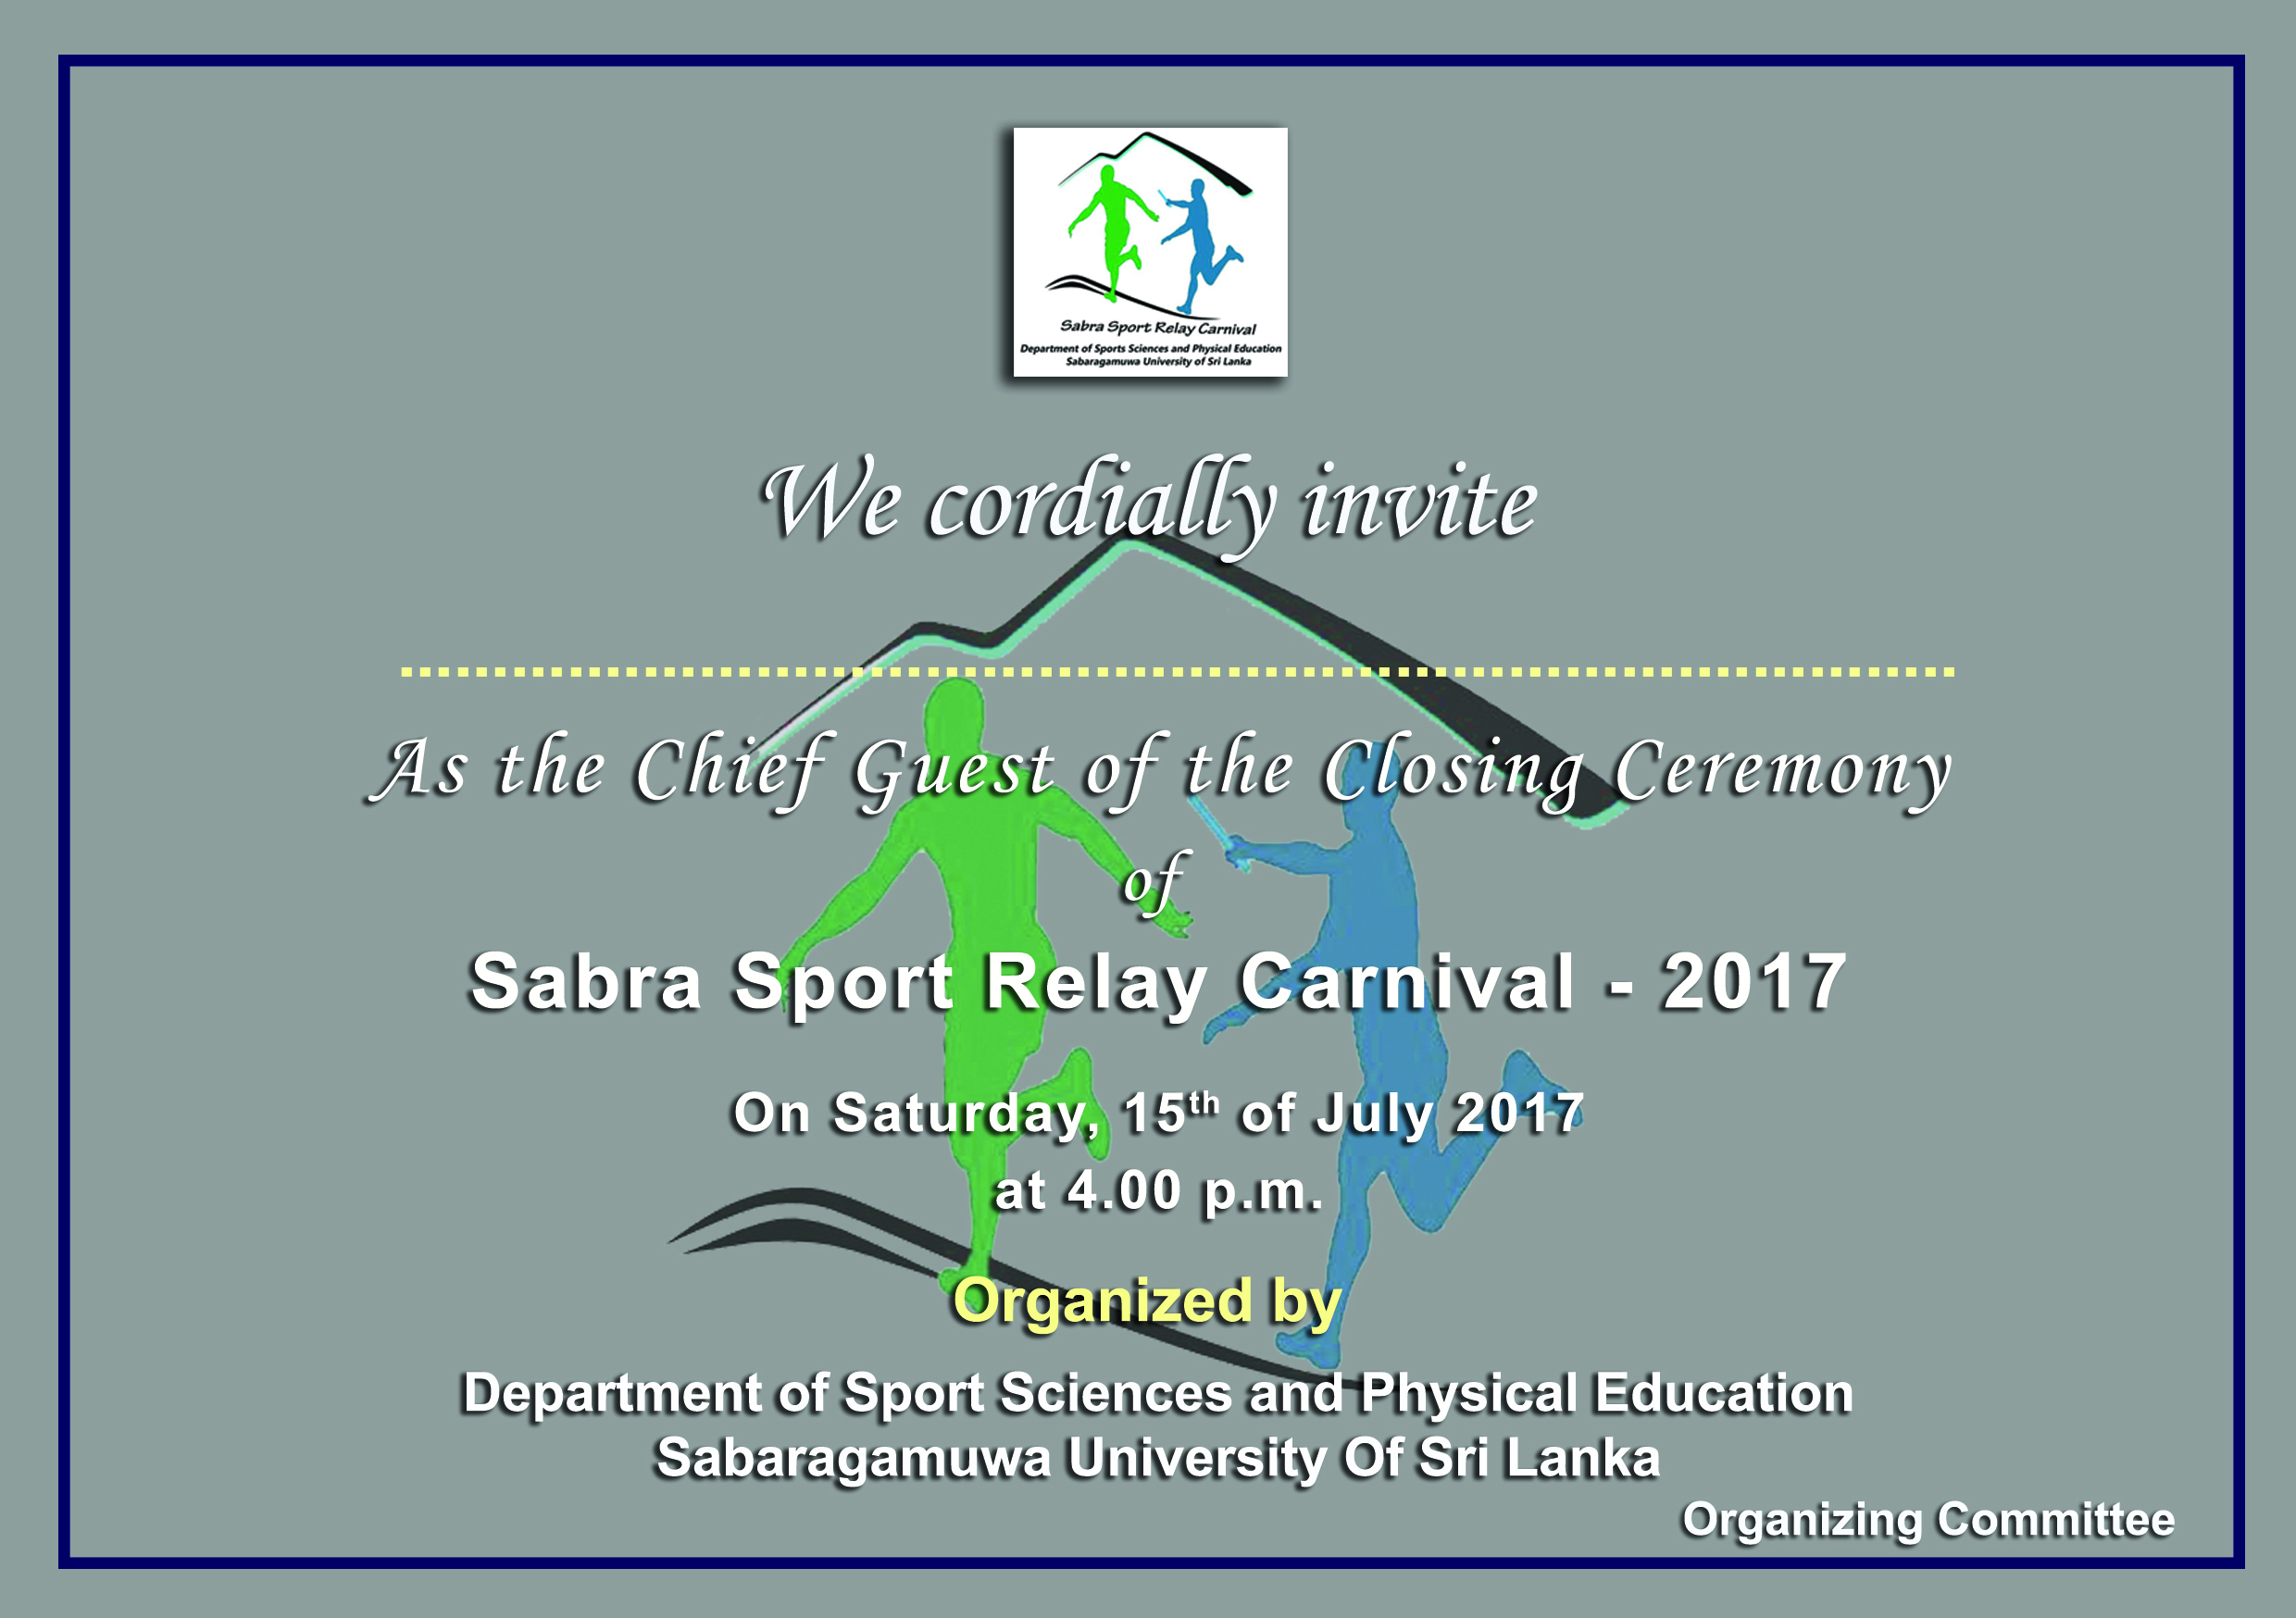 Sabra Sport Relay Carnival
Department of Sports Sciences and Physical Education
Sabaragamuwa University of Sri Lanka
We cordially invite
As the Chief Guest of the Closing Ceremony
of
Sabra Sport Relay Carnival - 2017
On Saturday, 15th of July 2017
at 4.00 p.m.
Organized by
Department of Sport Sciences and Physical Education
Sabaragamuwa University Of Sri Lanka
Organizing Committee